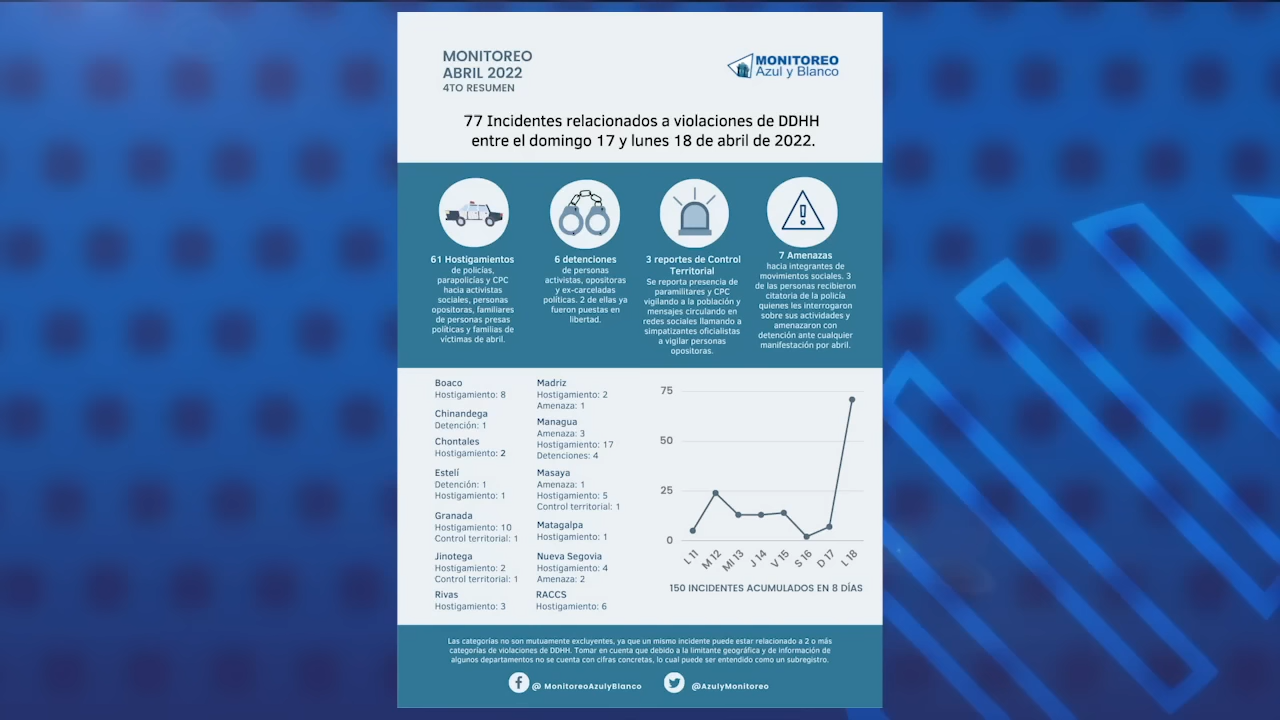 MONITOREO
ABRIL 2022
4TO RESUMEN
MONITOREO
Azul y Blanco
77 Incidentes relacionados a violaciones de DDHH
entre el domingo 17 y lunes 18 de abril de 2022.
61 Hostigamientos
de policías,
parapolicías y CPC
hacia activistas
sociales, personas
opositoras, familiares
de personas presas
políticas y familias de
víctimas de abril.
6 detenciones
de personas
activistas, opositoras
y ex-carceladas
políticas. 2 de ellas ya
fueron puestas en
libertad.
3 reportes de Control
Territorial
Se reporta presencia de
paramilitares y CPC
vigilando a la población y
mensajes circulando en
redes sociales llamando a
simpatizantes oficialistas
a vigilar personas
opositoras.
7 Amenazas
hacia integrantes de
movimientos sociales. 3
de las personas recibieron
citatoria de la policía
quienes les interrogaron
sobre sus actividades y
amenazaron con
detención ante cualquier
manifestación por abril.
Boaco
Hostigamiento: 8
Chinandega
Detención: 1
Chontales
Hostigamiento: 2
Estelí
Detención: 1
Hostigamiento: 1
Granada
Hostigamiento: 10
Control territorial: 1
Jinotega
Hostigamiento: 2
Control territorial: 1
Rivas
Hostigamiento: 3
Madriz
Hostigamiento: 2
Amenaza: 1
Managua
Amenaza: 3
Hostigamiento: 17
Detenciones: 4
Masaya
Amenaza: 1
Hostigamiento: 5
Control territorial: 1
Matagalpa
Hostigamiento: 1
Nueva Segovia
Hostigamiento: 4
Amenaza: 2
RACCS
Hostigamiento: 6
75
50
25
0
L 11
M 12
MI 13
J 14
V 15
S 16
D 17
L 18
150 INCIDENTES ACUMULADOS EN 8 DÍAS
Las categorías no son mutuamente excluyentes, ya que un mismo incidente puede estar relacionado a 2 o más
categorías de violaciones de DDHH. Tomar en cuenta que debido a la limitante geográfica y de información de
algunos departamentos no se cuenta con cifras concretas, lo cual puede ser entendido como un subregistro.
@ MonitoreoAzulyBlanco
@AzulyMonitoreo